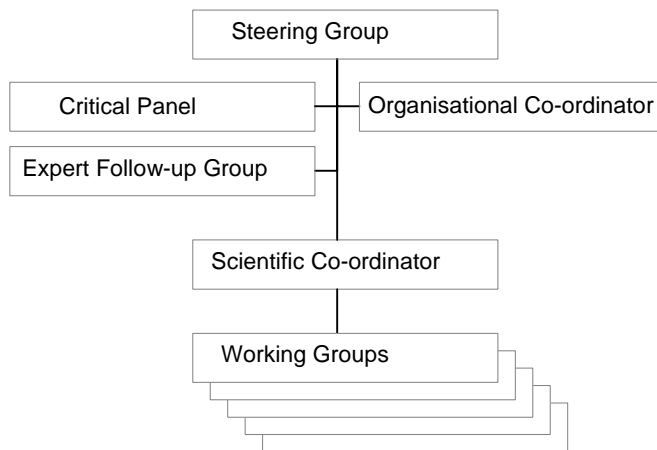 Steering Group
Critical Panel
Organisational Co-ordinator
Expert Follow-up Group
Scientific Co-ordinator
Working Groups